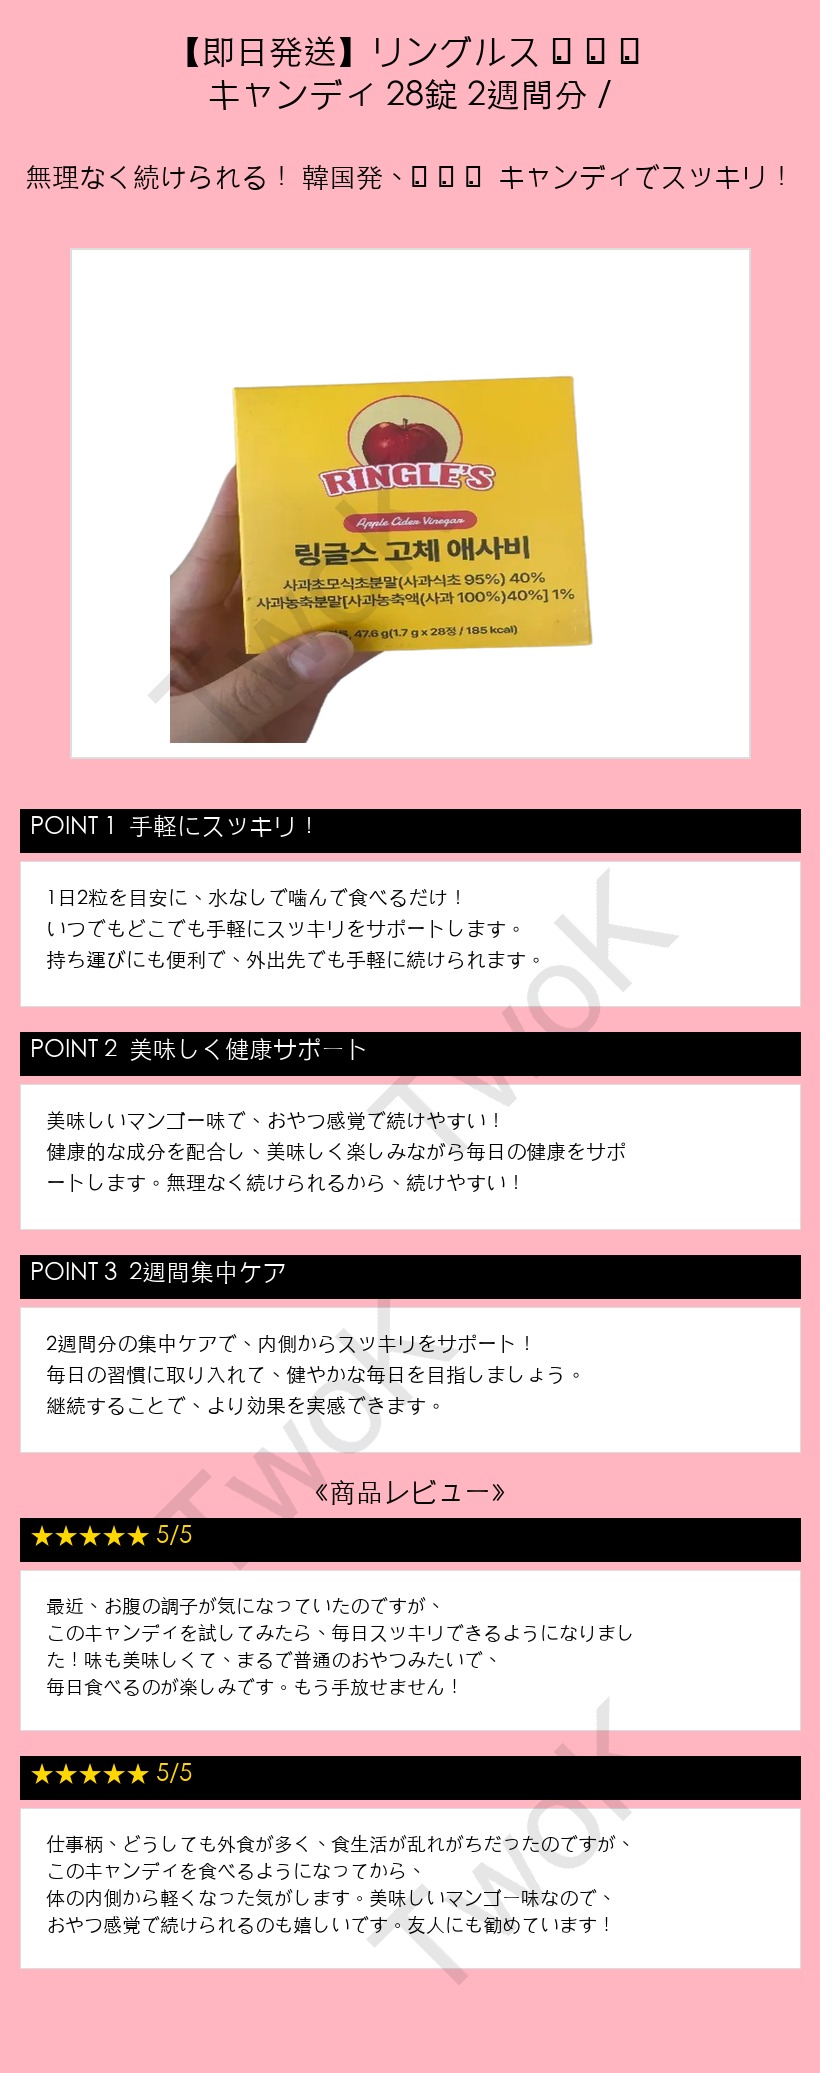 【即日発送】リングルス
キャンディ 28錠 2週間分 /
無理なく続けられる！ 韓国発、 キャンディでスッキリ！
RINGLE'S
Apple Cider Vinegar
링글스 고체 애사비
사과초모식초분말(사과식초 95%) 40%
사과농축분말[사과농축액(사과 100%)40%] 1%
47.6 g(1.7 g x 28정 / 185 kcal)
POINT 1 手軽にスッキリ！
1日2粒を目安に、水なしで噛んで食べるだけ！
いつでもどこでも手軽にスッキリをサポートします。
持ち運びにも便利で、外出先でも手軽に続けられます。
POINT 2 美味しく健康サポート
美味しいマンゴー味で、おやつ感覚で続けやすい！
健康的な成分を配合し、美味しく楽しみながら毎日の健康をサポ
ートします。無理なく続けられるから、続けやすい！
POINT 3 2週間集中ケア
2週間分の集中ケアで、内側からスッキリをサポート！
毎日の習慣に取り入れて、健やかな毎日を目指しましょう。
継続することで、より効果を実感できます。
《商品レビュー》
★★★★★ 5/5
最近、お腹の調子が気になっていたのですが、
このキャンディを試してみたら、毎日スッキリできるようになりまし
た！味も美味しくて、まるで普通のおやつみたいで、
毎日食べるのが楽しみです。もう手放せません！
★★★★★ 5/5
仕事柄、どうしても外食が多く、食生活が乱れがちだったのですが、
このキャンディを食べるようになってから、
体の内側から軽くなった気がします。美味しいマンゴー味なので、
おやつ感覚で続けられるのも嬉しいです。友人にも勧めています！
TwoK
TwoK
TwoK
TwoK